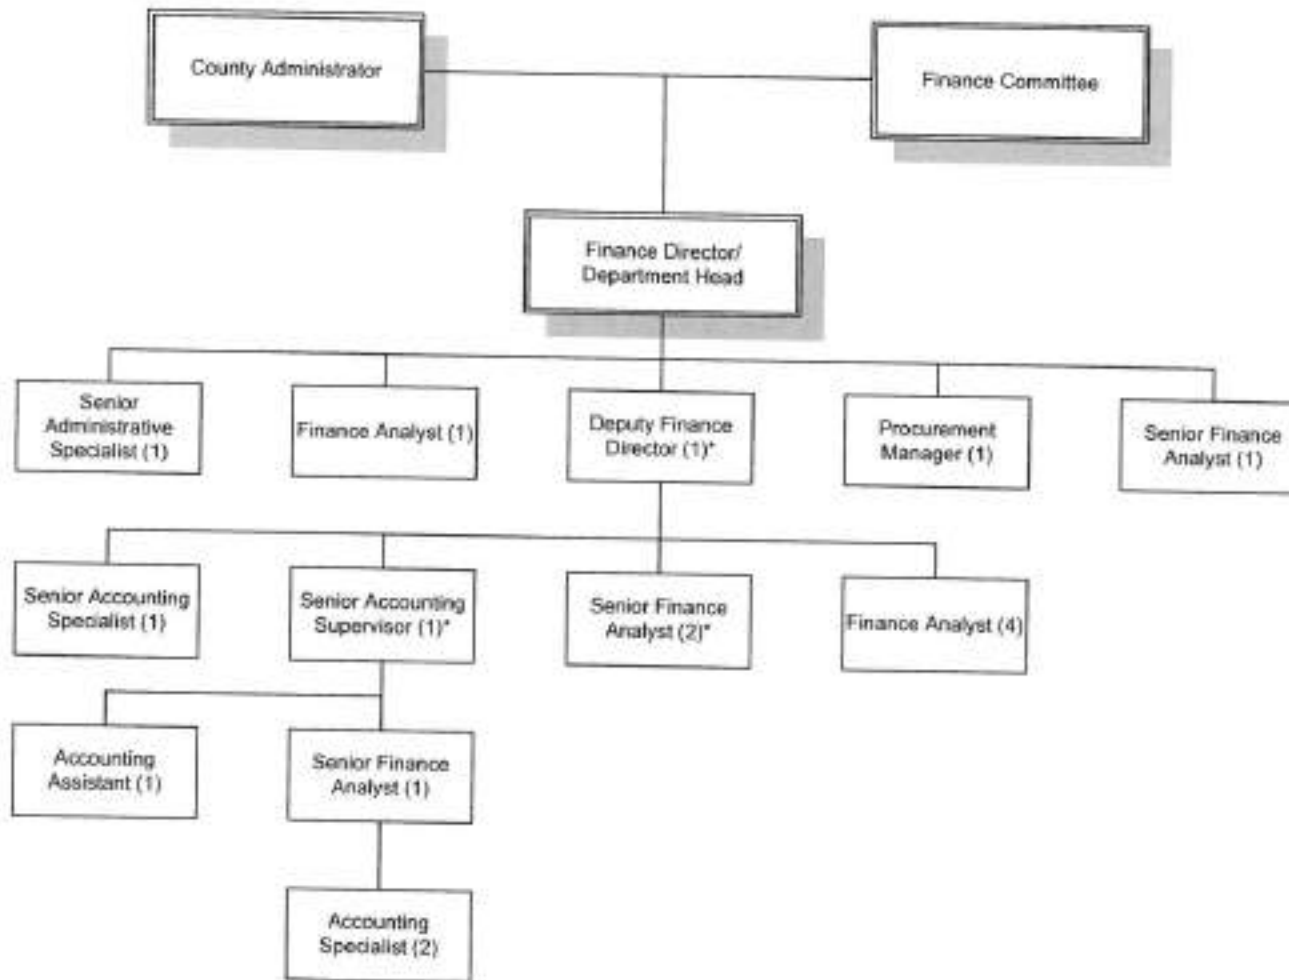 County Administrator
Finance Committee
Finance Director/
Department Head
Senior
Administrative
Specialist (1)
Finance Analyst (1)
Deputy Finance
Director (1)*
Procurement
Manager (1)
Senior Finance
Analyst (1)
Senior Accounting
Specialist (1)
Senior Accounting
Supervisor (1)*
Senior Finance
Analyst (2)*
Finance Analyst (4)
Accounting
Assistant (1)
Senior Finance
Analyst (1)
Accounting
Specialist (2)